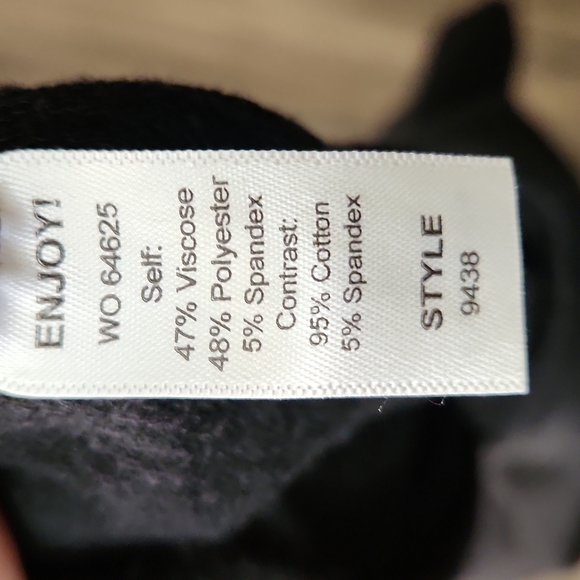 ENJOY!
WO 64625
Self:
47% Viscose
48% Polyester
5% Spandex
Contrast:
95% Cotton
5% Spandex
STYLE
9438